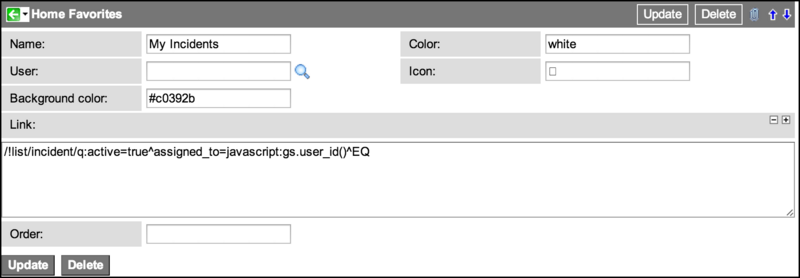 Home Favorites Update Delete
Name: My Incidents Color: white
User: Icon:
Background color: #c0392b
Link:
/!list/incident/q:active=true^assigned_to=javascript:gs.user_id()^EQ
Order:
Update Delete